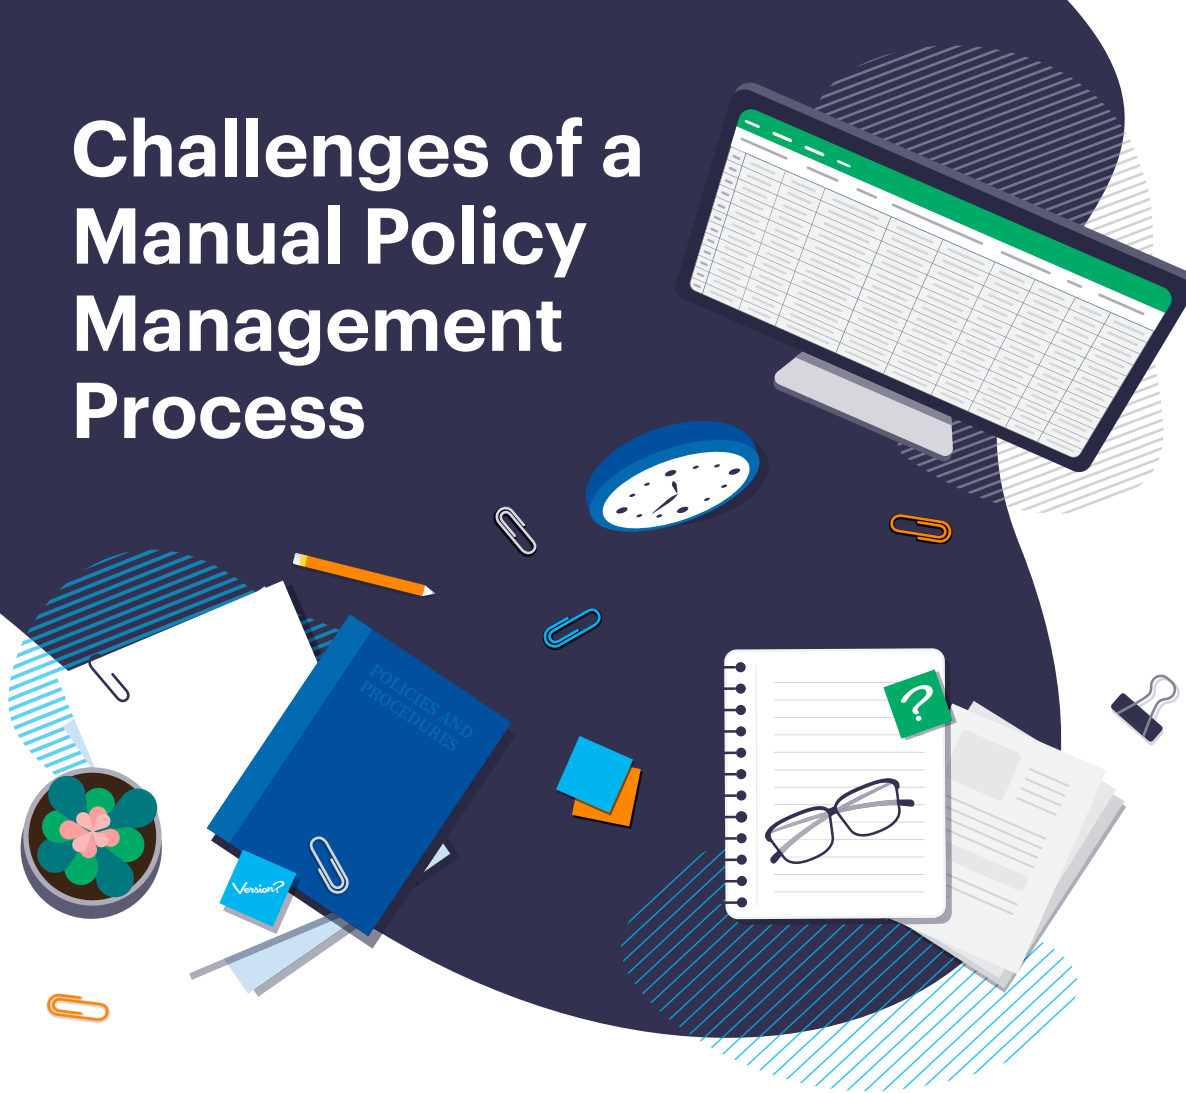 Challenges of a
Manual Policy
Management
Process
POLICIES AND
PROCEDURES
?
Version?